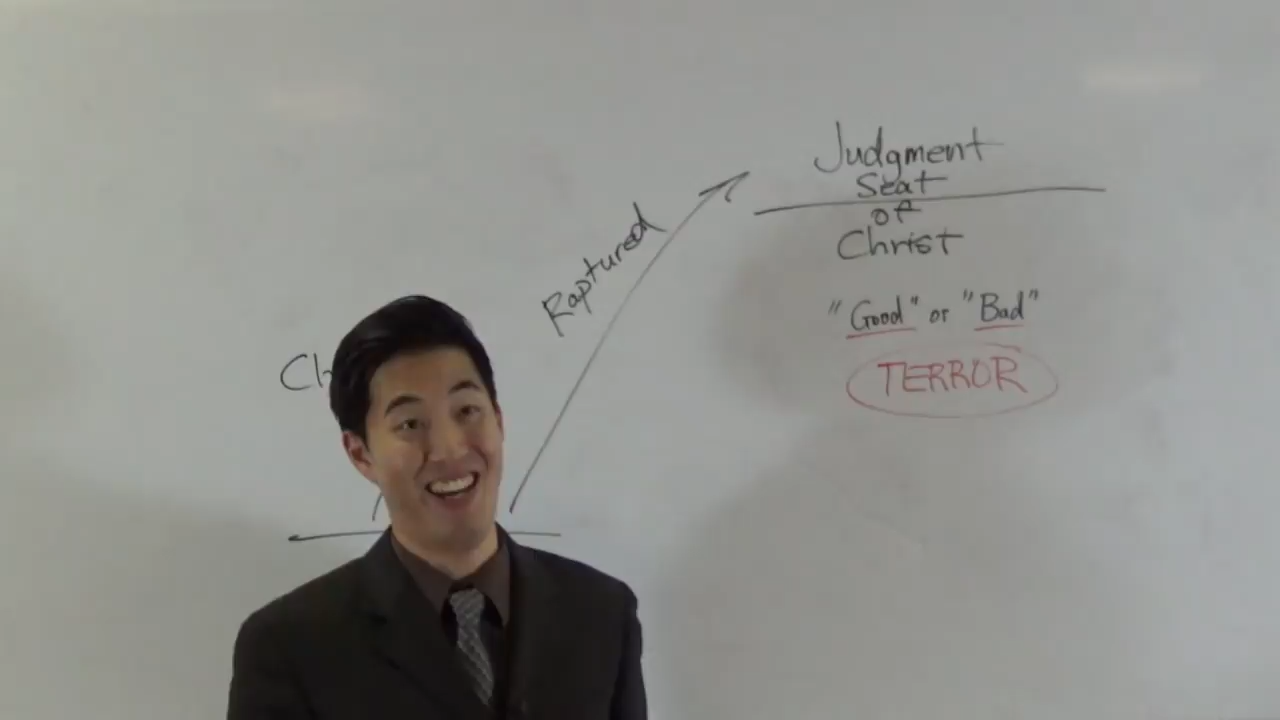 Judgment
Seat
of
Christ
Raptured
"Good" or "Bad"
TERROR